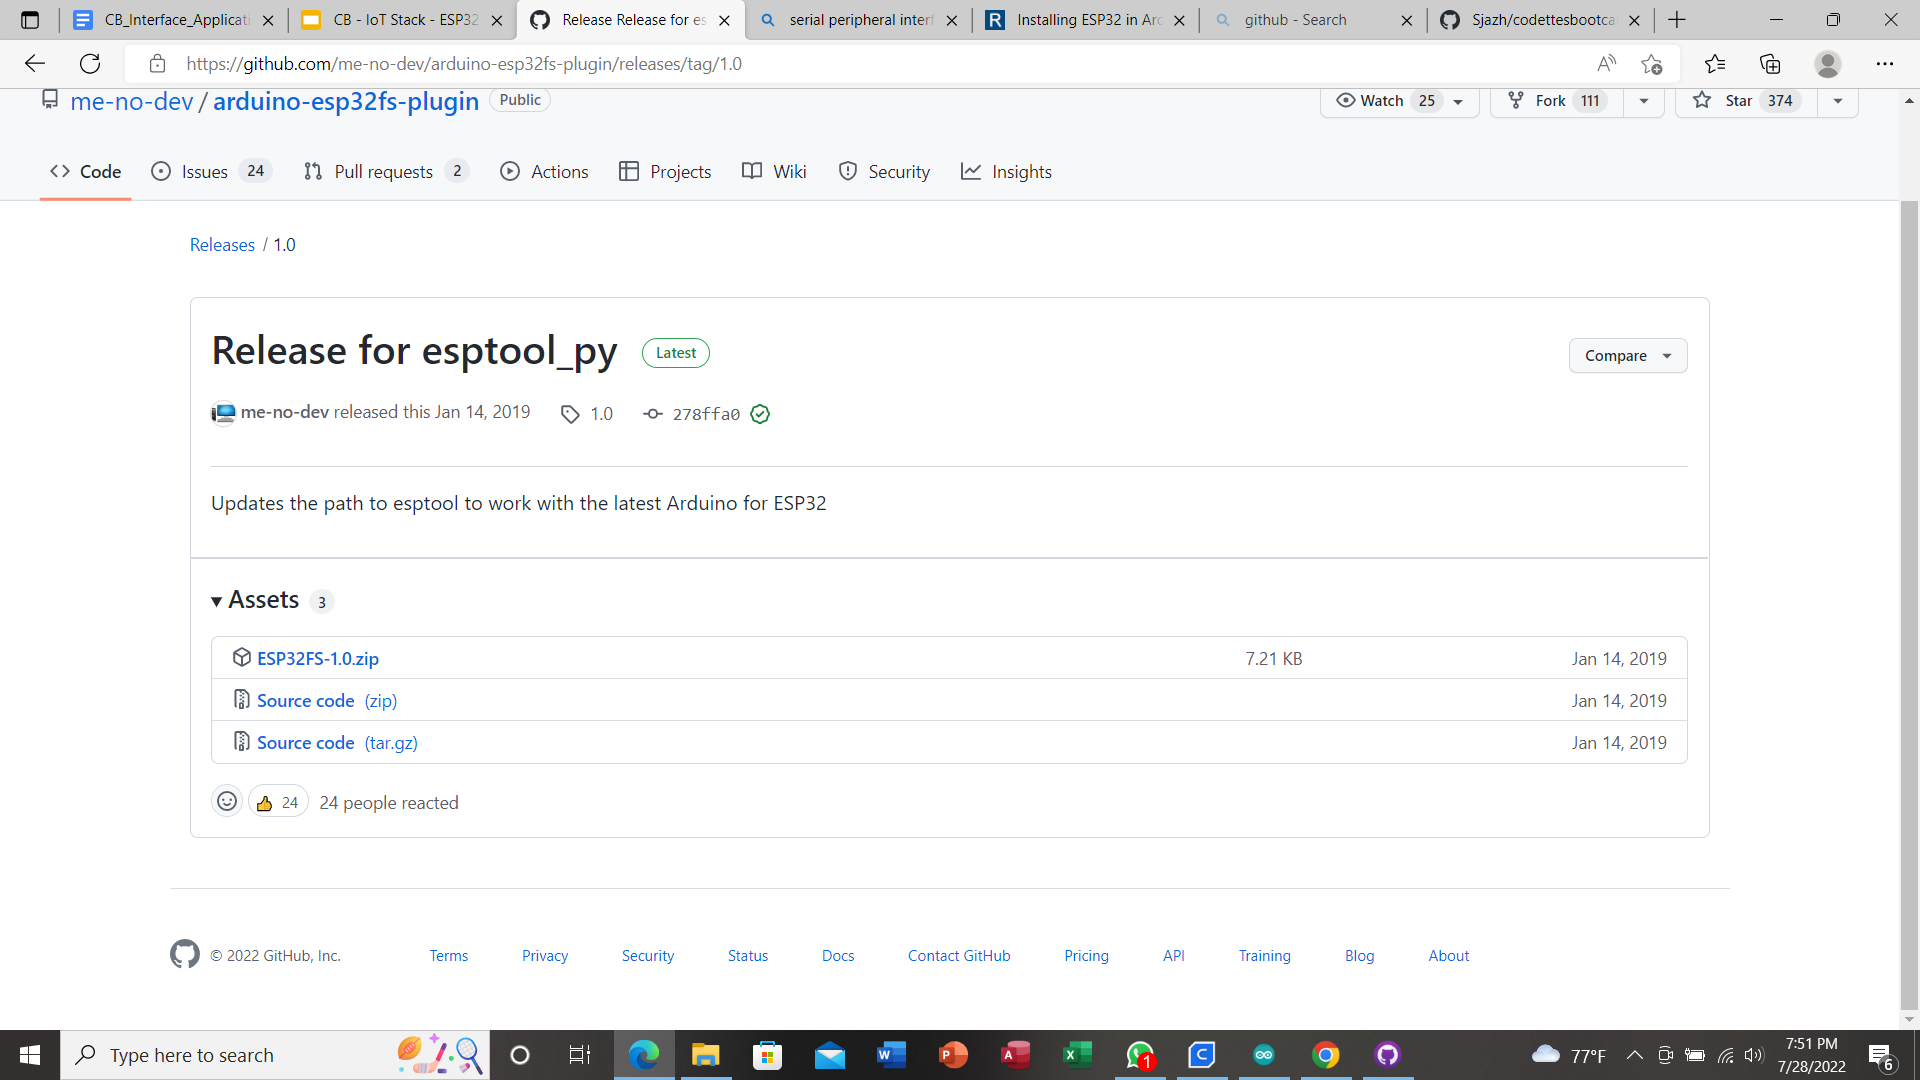 CB_Interface_Applicati
CB - IoT Stack - ESP32
Release Release for es
serial peripheral interf
Installing ESP32 in Arc
github - Search
Sjazh/codettesbootca
https://github.com/me-no-dev/arduino-esp32fs-plugin/releases/tag/1.0
me-no-dev / arduino-esp32fs-plugin Public
Watch 25
Fork 111
Star 374
Code
Issues 24
Pull requests 2
Actions
Projects
Wiki
Security
Insights
Releases / 1.0
Release for esptool_py Latest
Compare
me-no-dev released this Jan 14, 2019 1.0 278ffa0
Updates the path to esptool to work with the latest Arduino for ESP32
Assets 3
ESP32FS-1.0.zip 7.21 KB Jan 14, 2019
Source code (zip) Jan 14, 2019
Source code (tar.gz) Jan 14, 2019
24 24 people reacted
© 2022 GitHub, Inc.
Terms
Privacy
Security
Status
Docs
Contact GitHub
Pricing
API
Training
Blog
About
Type here to search
1
77°F
7:51 PM
7/28/2022
6